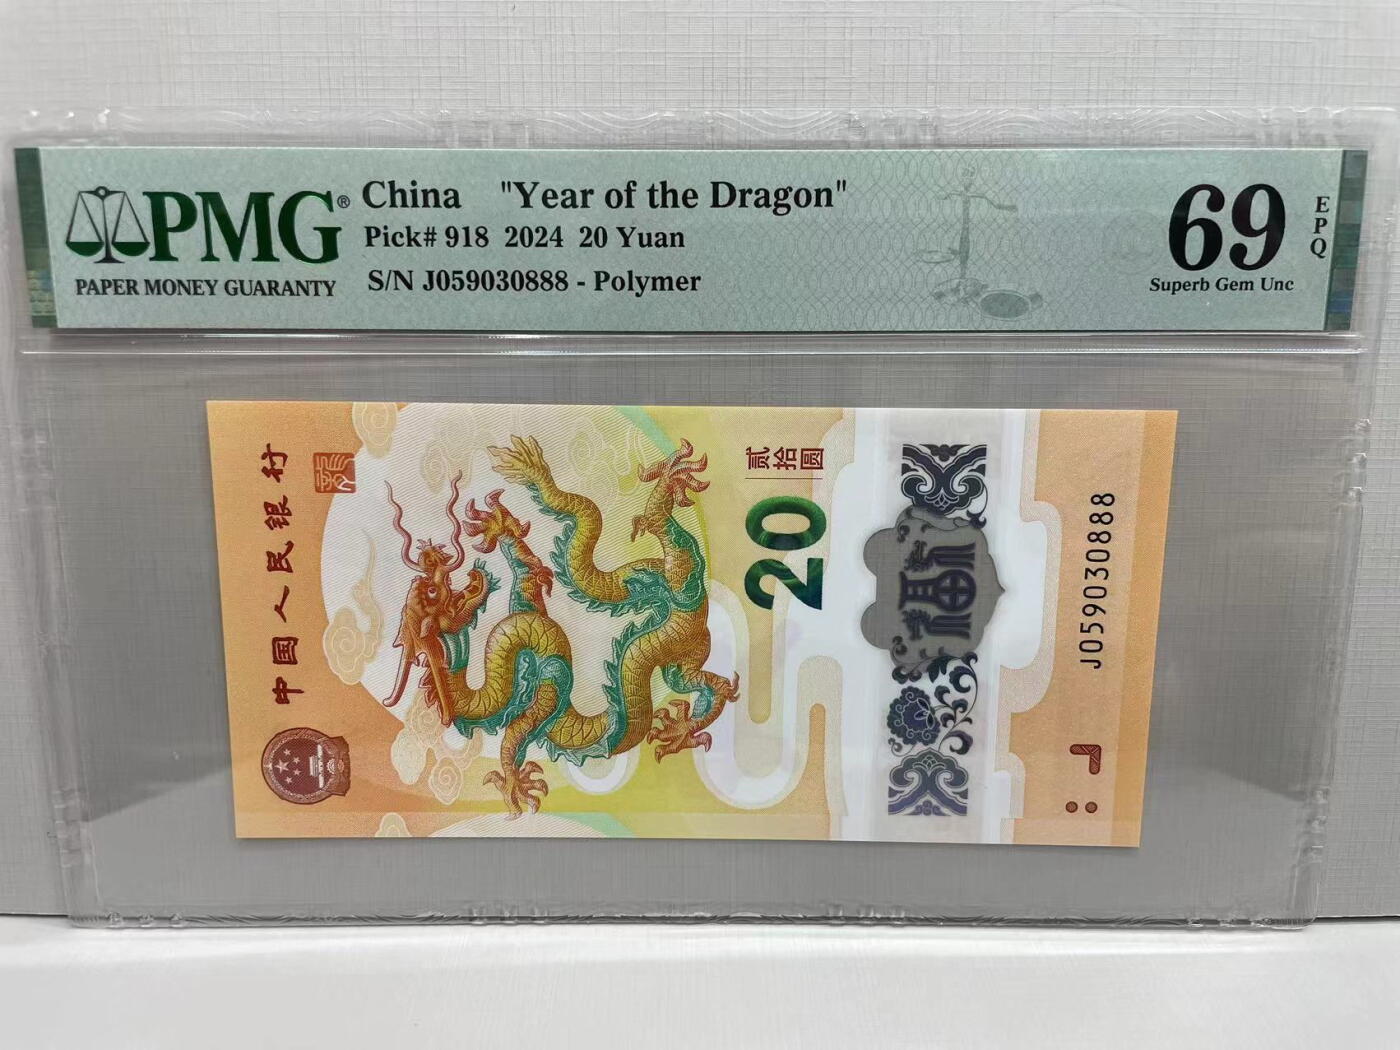 PMG®
PAPER MONEY GUARANTY
China "Year of the Dragon"
Pick# 918 2024 20 Yuan
S/N J059030888 - Polymer
69
EPQ
Superb Gem Unc
中国人民银行
贰拾圆
20
J059030888